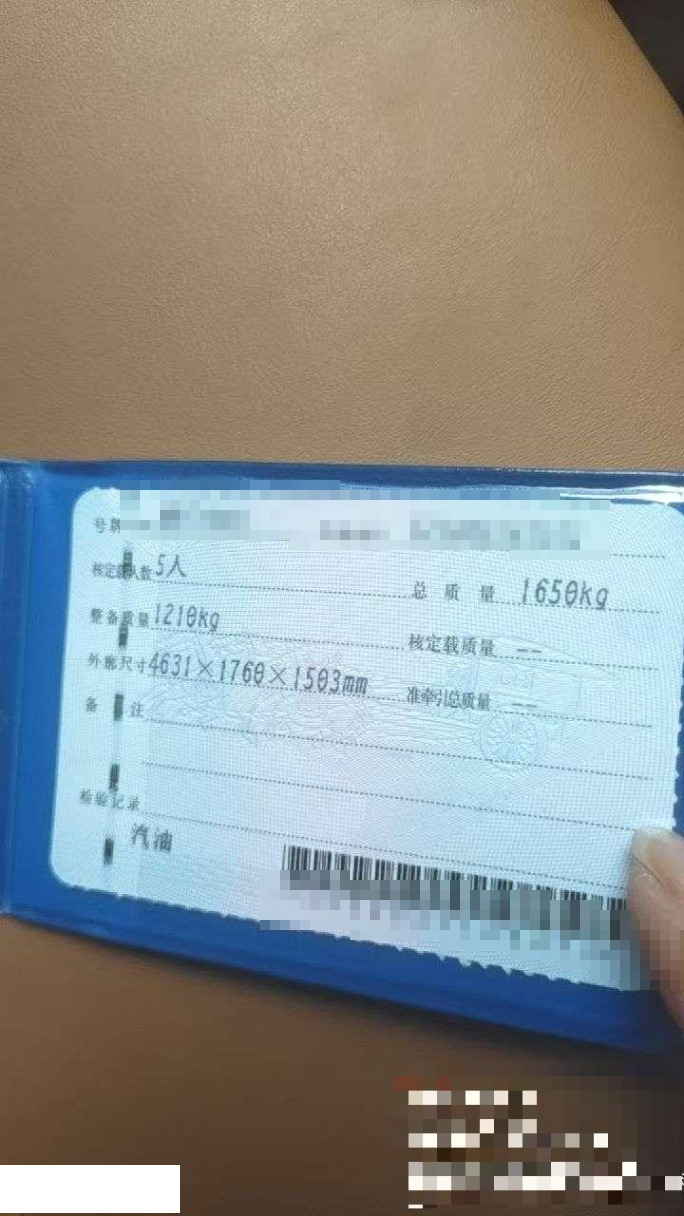 号牌
核定载人数 5人
总质量 1650kg
整备质量 1210kg
核定载质量 --
外廓尺寸 4631×1760×1503mm
准牵引总质量 --
备注
检验记录
汽油